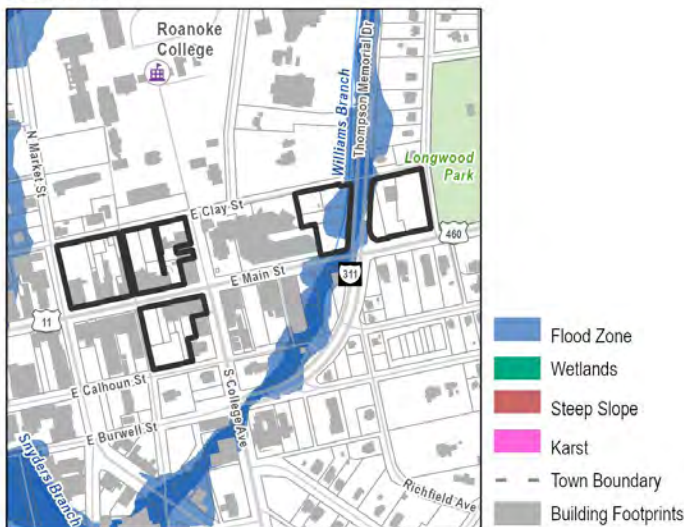 Roanoke
College
N Market St
Williams Branch
Thompson Memorial Dr
Longwood
Park
E Clay St
460
E Main St
311
11
E Calhoun St
S College Ave
E Burwell St
Snyders Branch
Richfield Ave
Flood Zone
Wetlands
Steep Slope
Karst
Town Boundary
Building Footprints